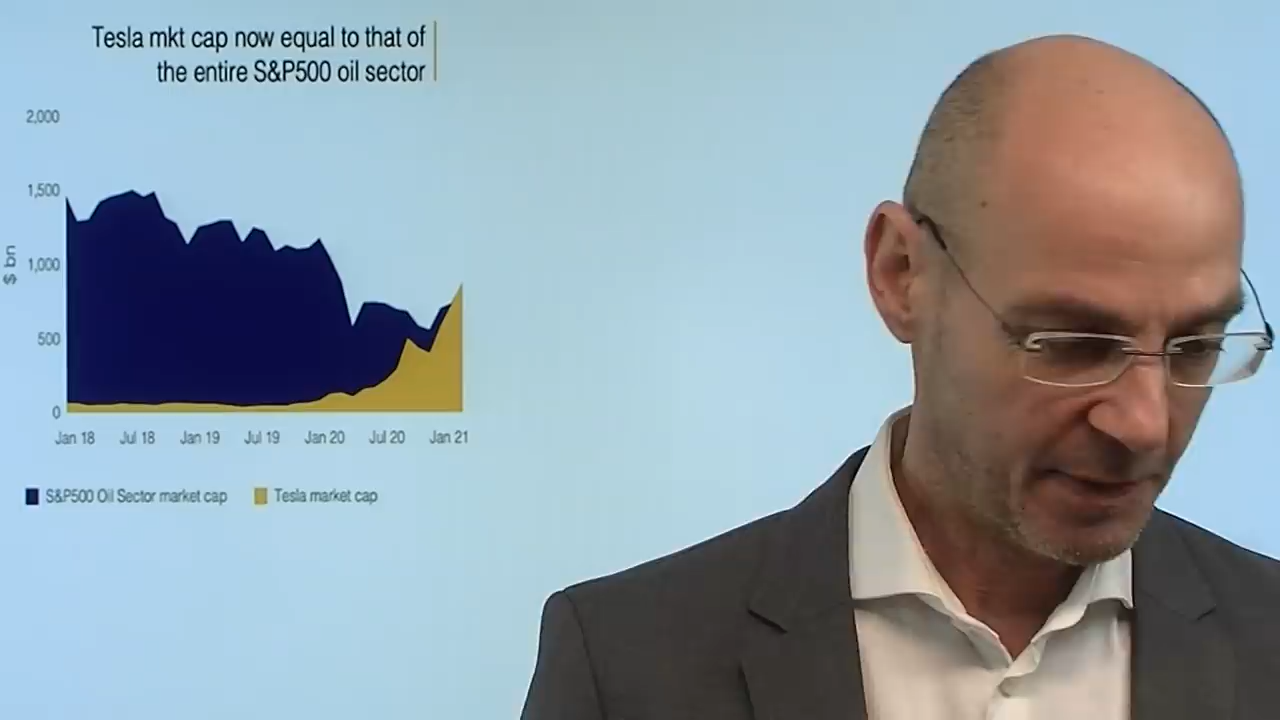 Tesla mkt cap now equal to that of
the entire S&P500 oil sector
2,000
1,500
1,000
500
0
$ bn
Jan 18 Jul 18 Jan 19 Jul 19 Jan 20 Jul 20 Jan 21
S&P500 Oil Sector market cap Tesla market cap